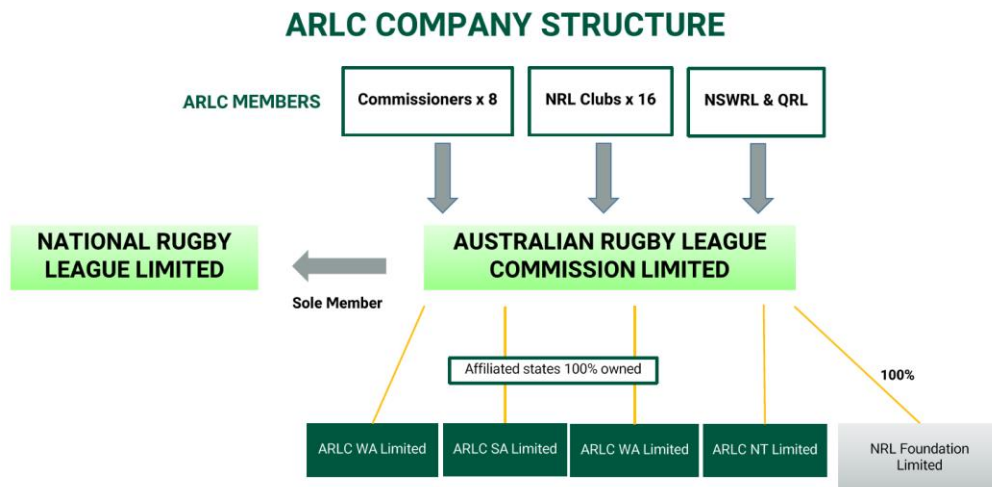 ARLC COMPANY STRUCTURE
ARLC MEMBERS
Commissioners x 8
NRL Clubs x 16
NSWRL & QRL
NATIONAL RUGBY
LEAGUE LIMITED
AUSTRALIAN RUGBY LEAGUE
COMMISSION LIMITED
Sole Member
Affiliated states 100% owned
100%
ARLC WA Limited
ARLC SA Limited
ARLC WA Limited
ARLC NT Limited
NRL Foundation
Limited